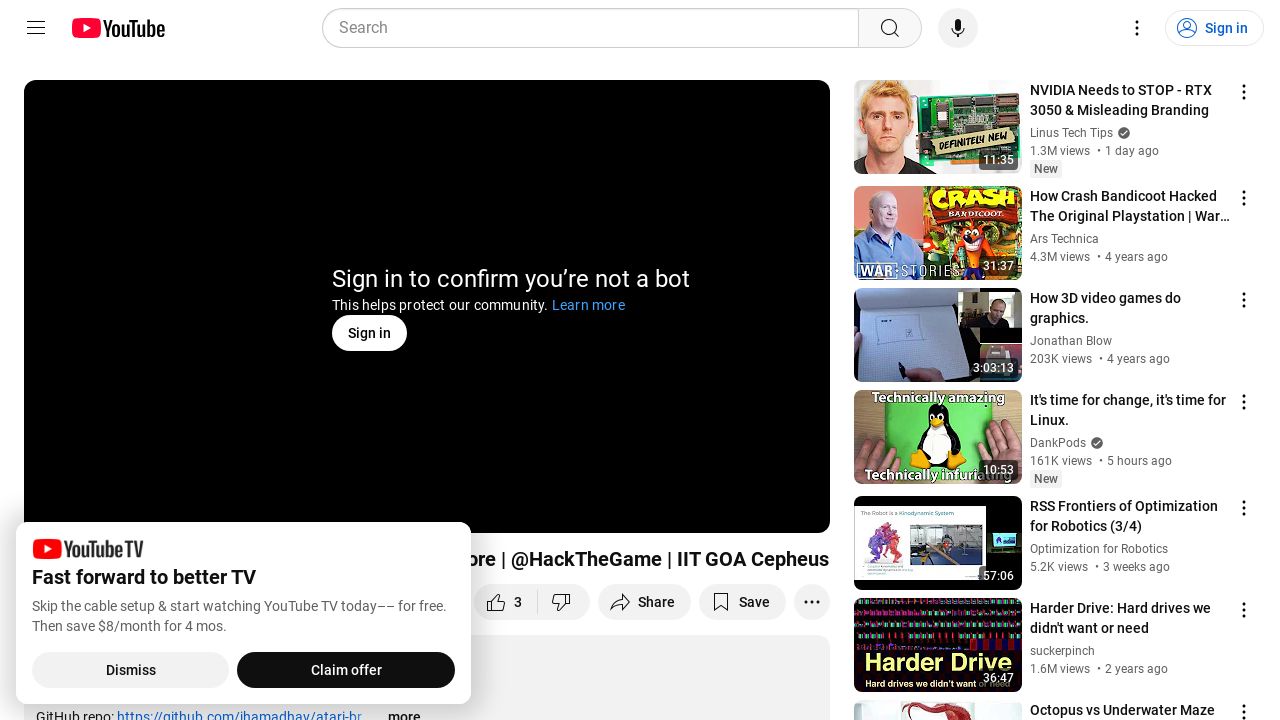 YouTube
Search
Sign in
Sign in to confirm you’re not a bot
This helps protect our community. Learn more
Sign in
ore | @HackTheGame | IIT GOA Cepheus
3
Share
Save
GitHub repo: https://github.com/jhamadhav/atari-br...
more
YouTube TV
Fast forward to better TV
Skip the cable setup & start watching YouTube TV today–– for free.
Then save $8/month for 4 mos.
Dismiss
Claim offer
DEFINITELY NEW
11:35
NVIDIA Needs to STOP - RTX
3050 & Misleading Branding
Linus Tech Tips
1.3M views • 1 day ago
New
CRASH
BANDICOOT
WAR STORIES
31:37
How Crash Bandicoot Hacked
The Original Playstation | War…
Ars Technica
4.3M views • 4 years ago
3:03:13
How 3D video games do
graphics.
Jonathan Blow
203K views • 4 years ago
Technically amazing
Technically infuriating
10:53
It's time for change, it's time for
Linux.
DankPods
161K views • 5 hours ago
New
The Robot is a Kinodynamic System
57:06
RSS Frontiers of Optimization
for Robotics (3/4)
Optimization for Robotics
5.2K views • 3 weeks ago
Harder Drive
Hard drives we didn't want or need
36:47
Harder Drive: Hard drives we
didn't want or need
suckerpinch
1.6M views • 2 years ago
Octopus vs Underwater Maze